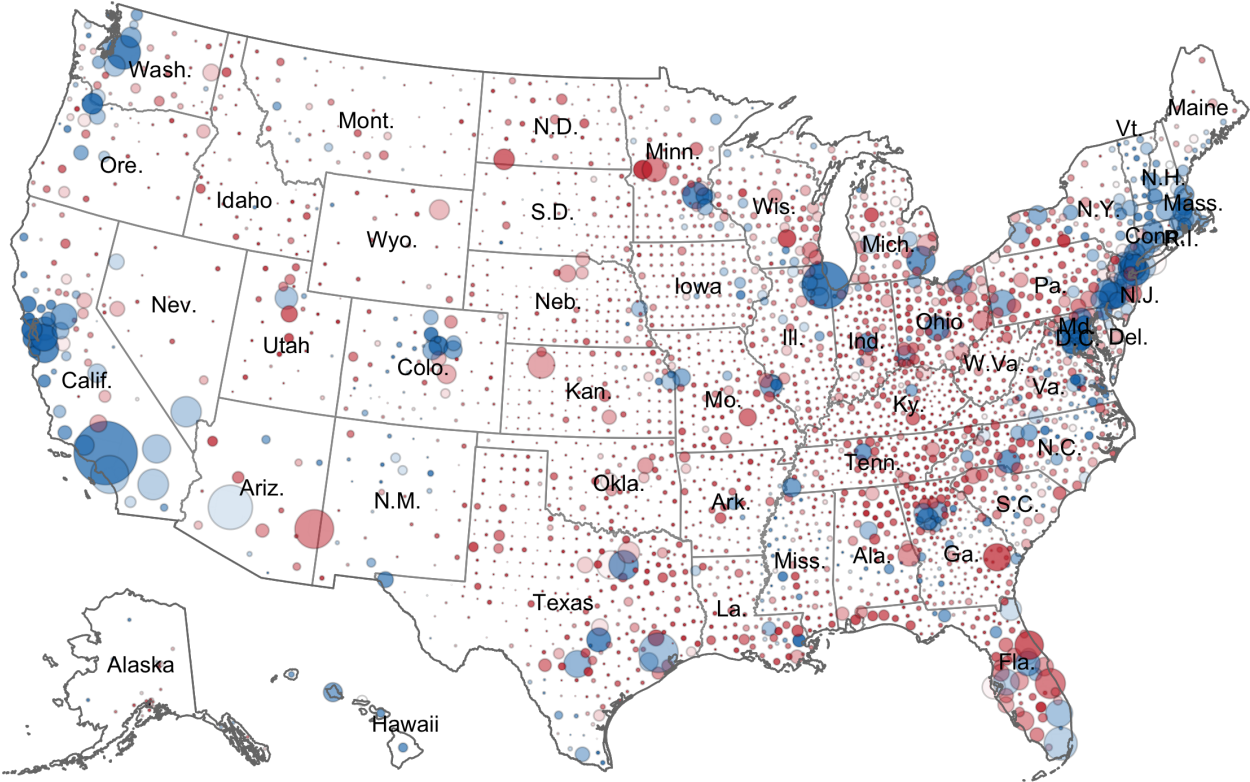 Wash.
Maine
Mont.
N.D.
Vt.
Ore.
Minn.
N.H.
Idaho
S.D.
Wis.
N.Y.
Mass.
Wyo.
Mich.
Conn.
R.I.
Nev.
Neb.
Iowa
Pa.
N.J.
Utah
Colo.
Ill.
Ind.
Ohio
Md.
D.C.
Del.
Calif.
Kan.
Mo.
W.Va.
Va.
Ky.
Ariz.
N.M.
Okla.
Ark.
Tenn.
N.C.
S.C.
Texas
La.
Miss.
Ala.
Ga.
Alaska
Hawaii
Fla.